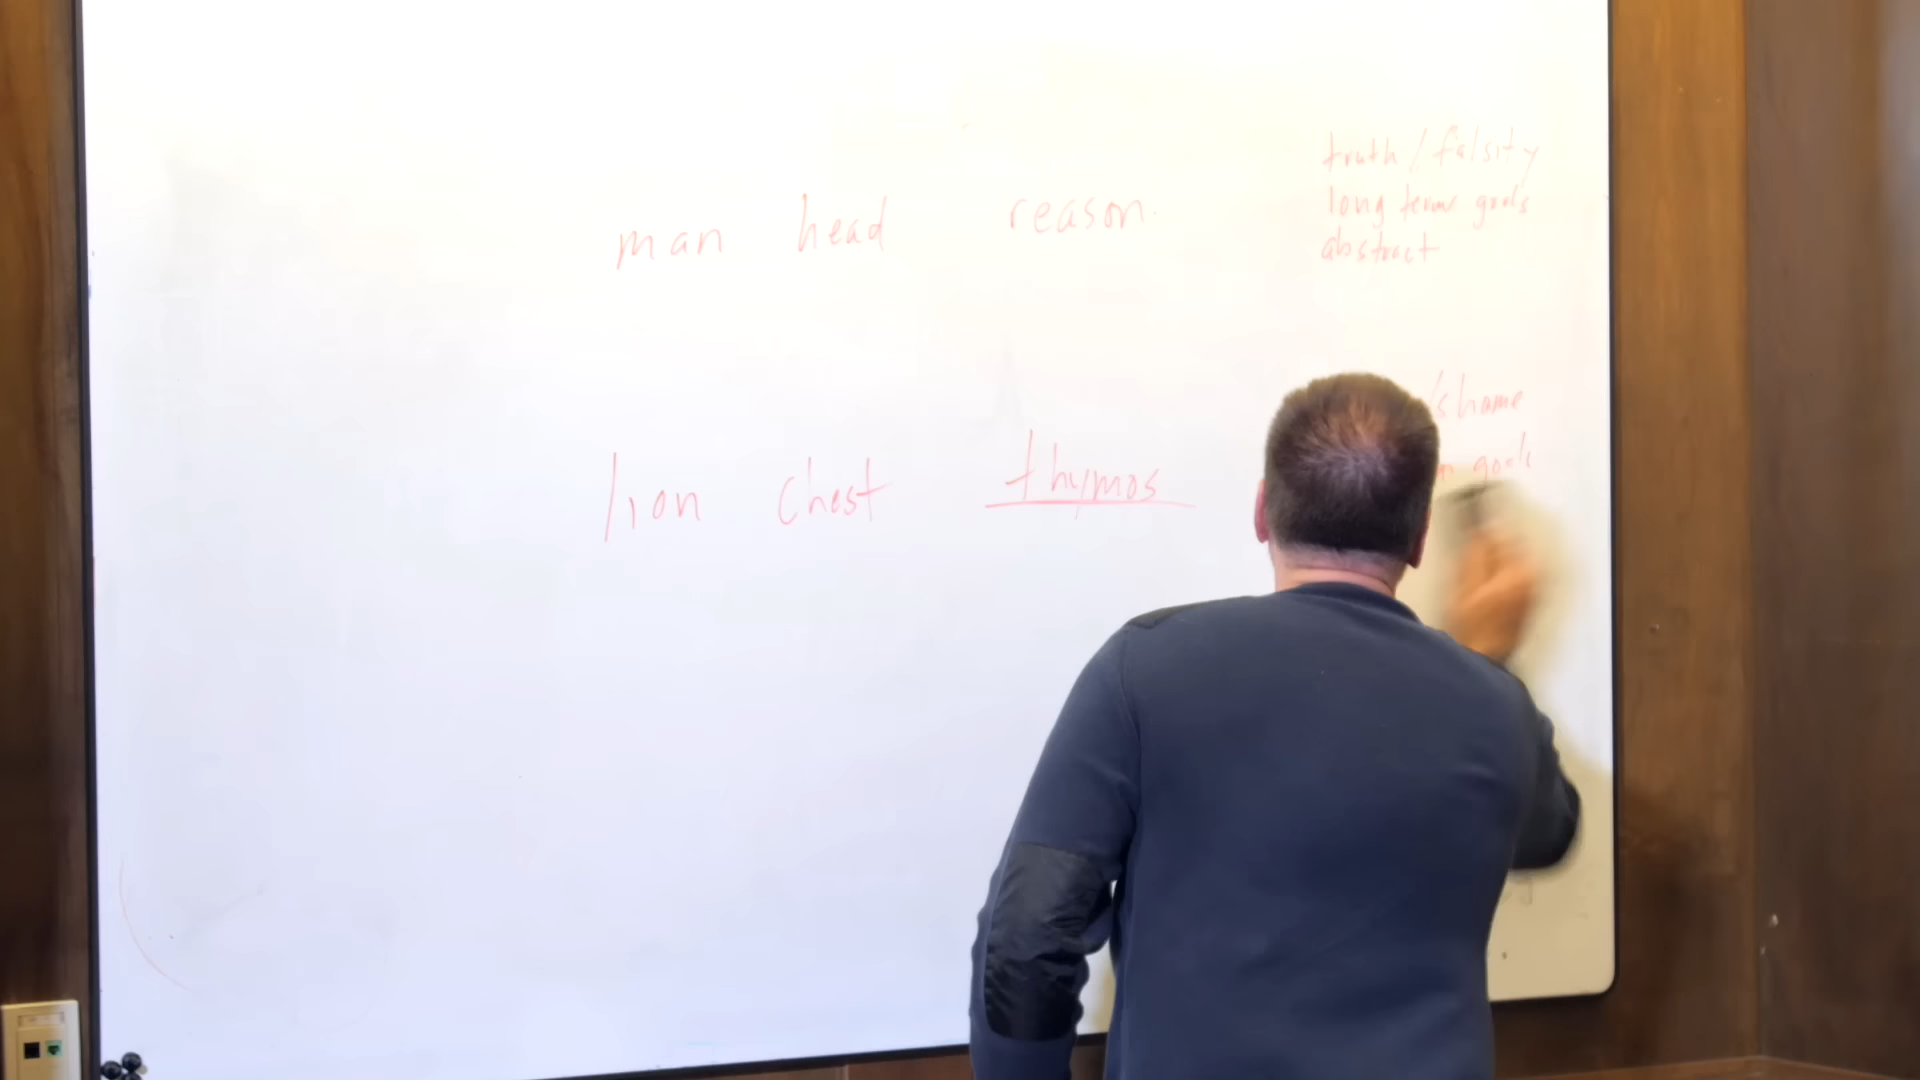 truth / falsity
man head reason long term goals
abstract
/shame
goals
lion chest thymos